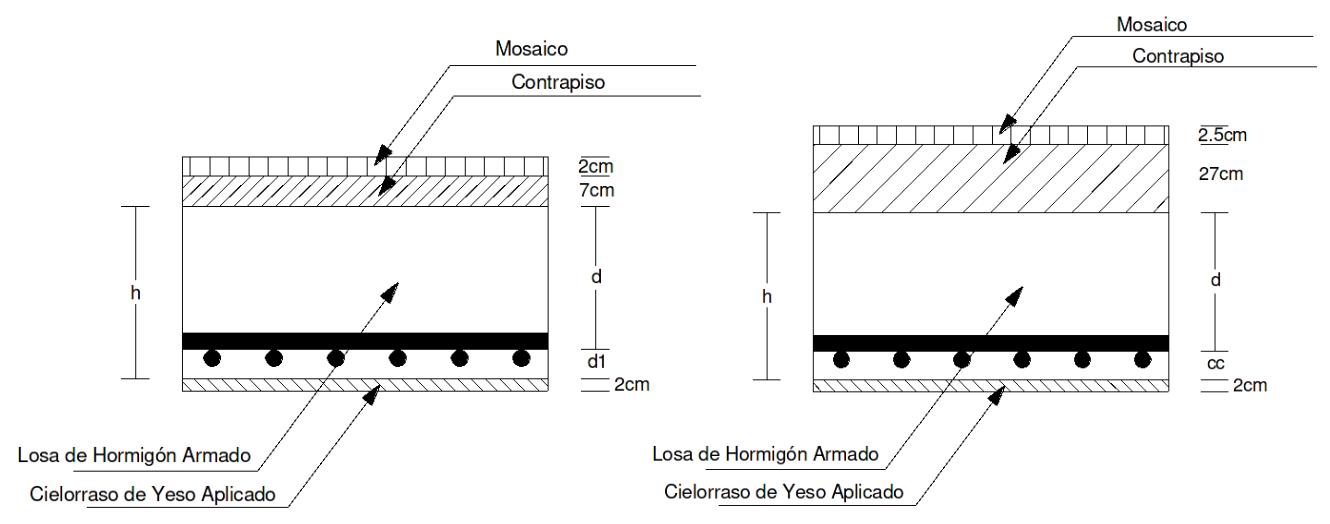 Mosaico
Contrapiso
2cm
7cm
h
d
d1
2cm
Losa de Hormigón Armado
Cielorraso de Yeso Aplicado
Mosaico
Contrapiso
2.5cm
27cm
h
d
cc
2cm
Losa de Hormigón Armado
Cielorraso de Yeso Aplicado